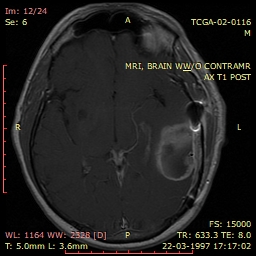 Im: 12/24
Se: 6
A
TCGA-02-0116
M
MRI, BRAIN WW/O CONTRAMR
AX T1 POST
R
L
FS: 15000
WL: 1164 WW: 2328 [D]
TR: 633.3 TE: 8.0
T: 5.0mm L: 3.6mm
P
22-03-1997 17:17:02